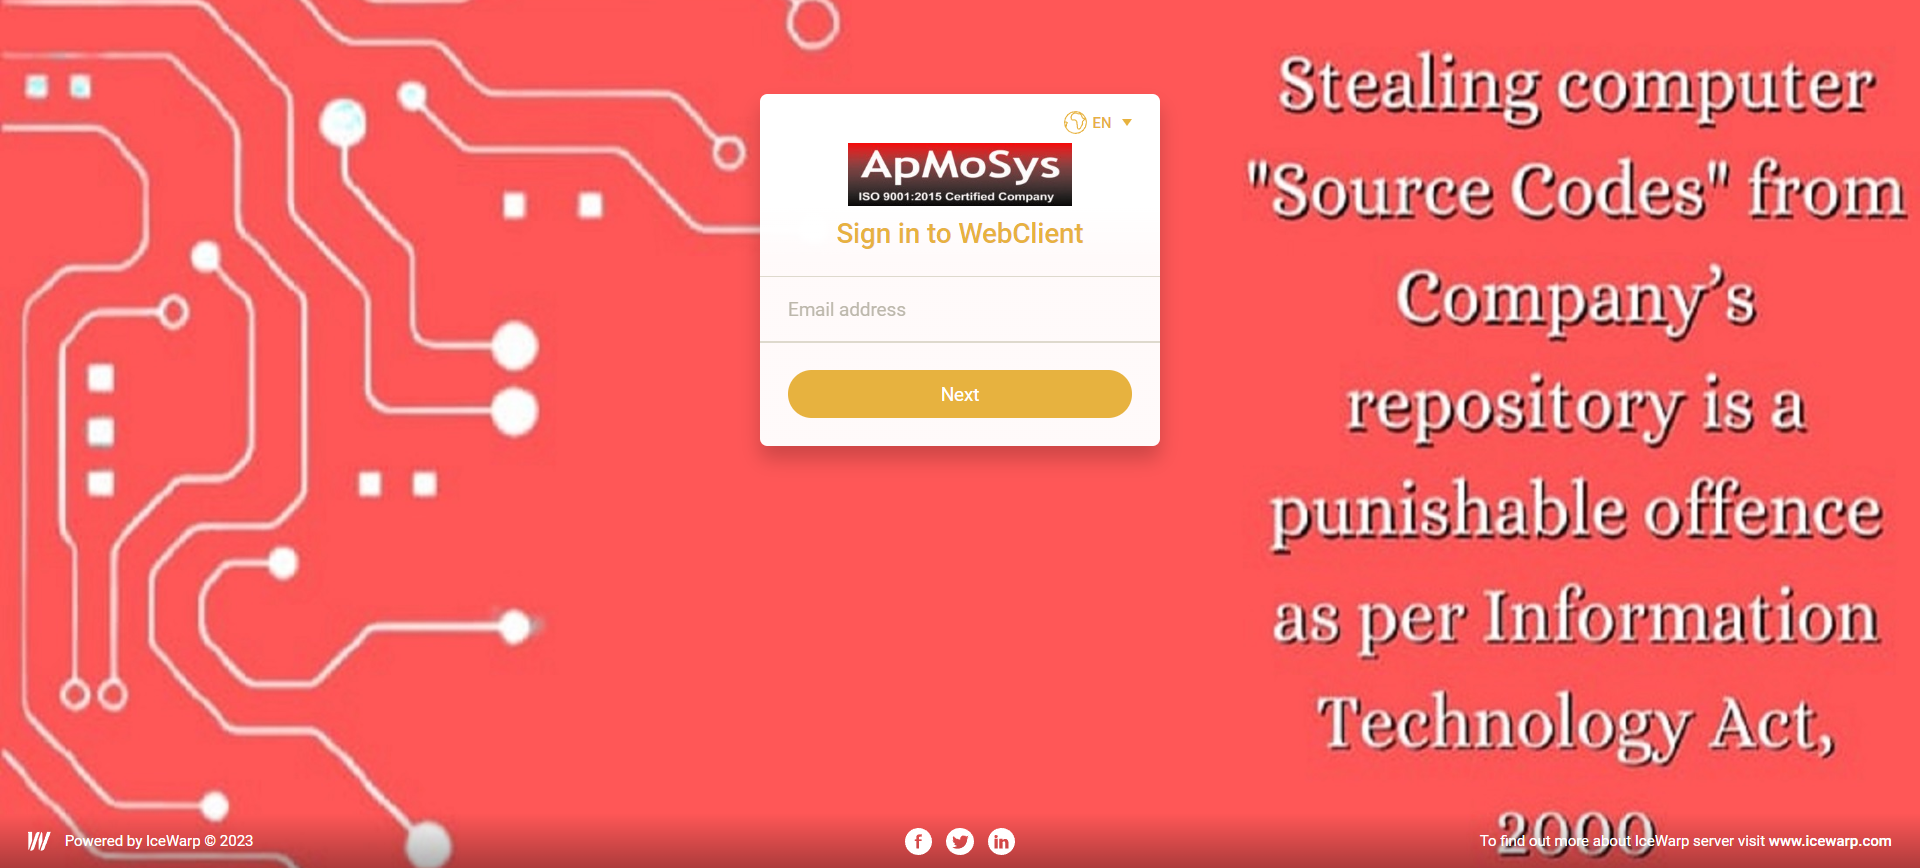 EN
ApMoSys
ISO 9001:2015 Certified Company
Sign in to WebClient
Email address
Next
Stealing computer
"Source Codes" from
Company’s
repository is a
punishable offence
as per Information
Technology Act,
2000
Powered by IceWarp © 2023
To find out more about IceWarp server visit www.icewarp.com